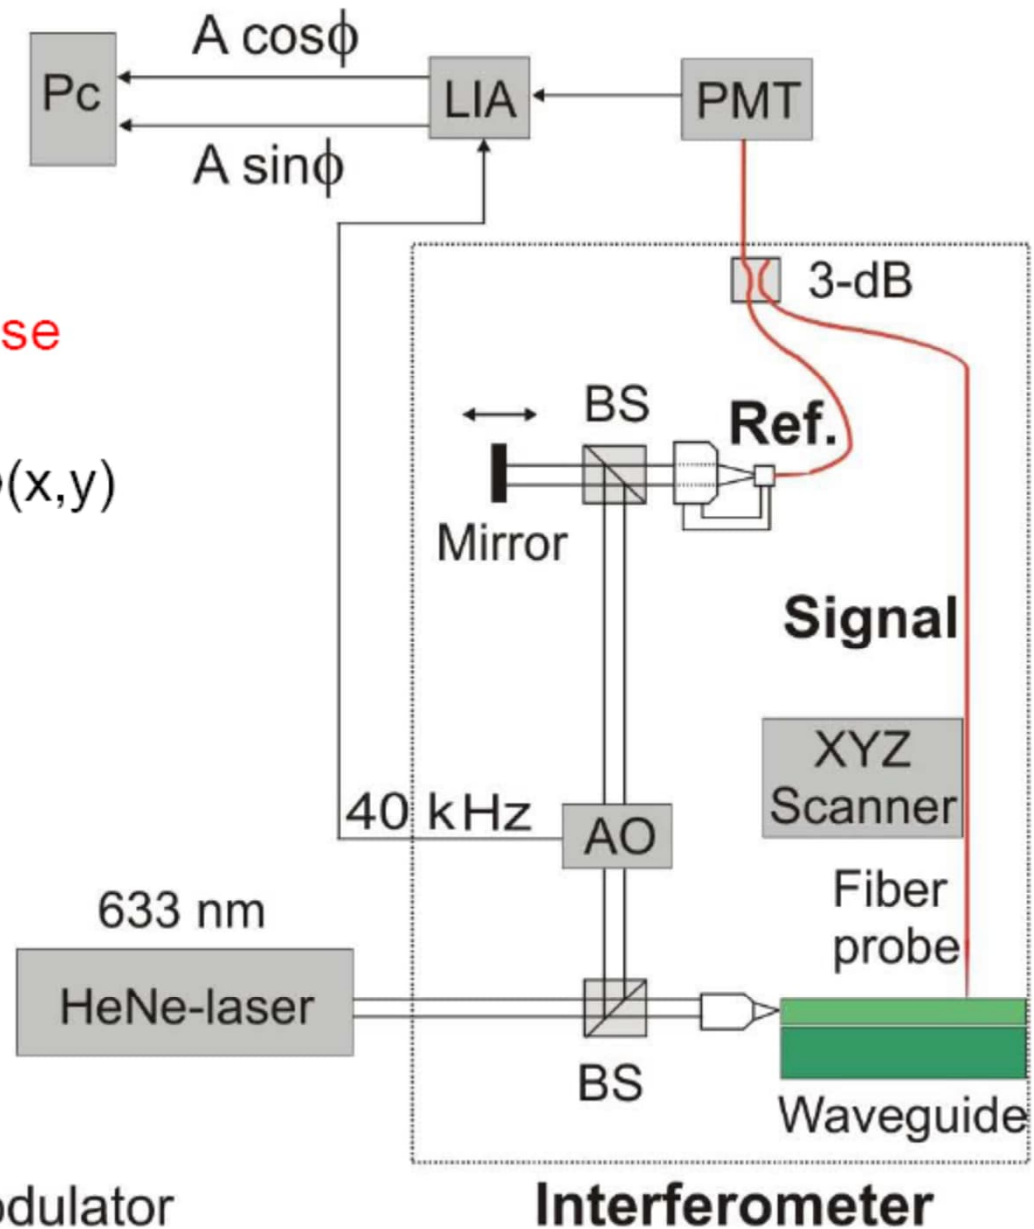 A cosϕ
Pc
LIA
PMT
A sinϕ
3-dB
se
BS
Ref.
(x,y)
Mirror
Signal
XYZ
Scanner
40 kHz
AO
Fiber
probe
633 nm
HeNe-laser
BS
Waveguide
dulator
Interferometer